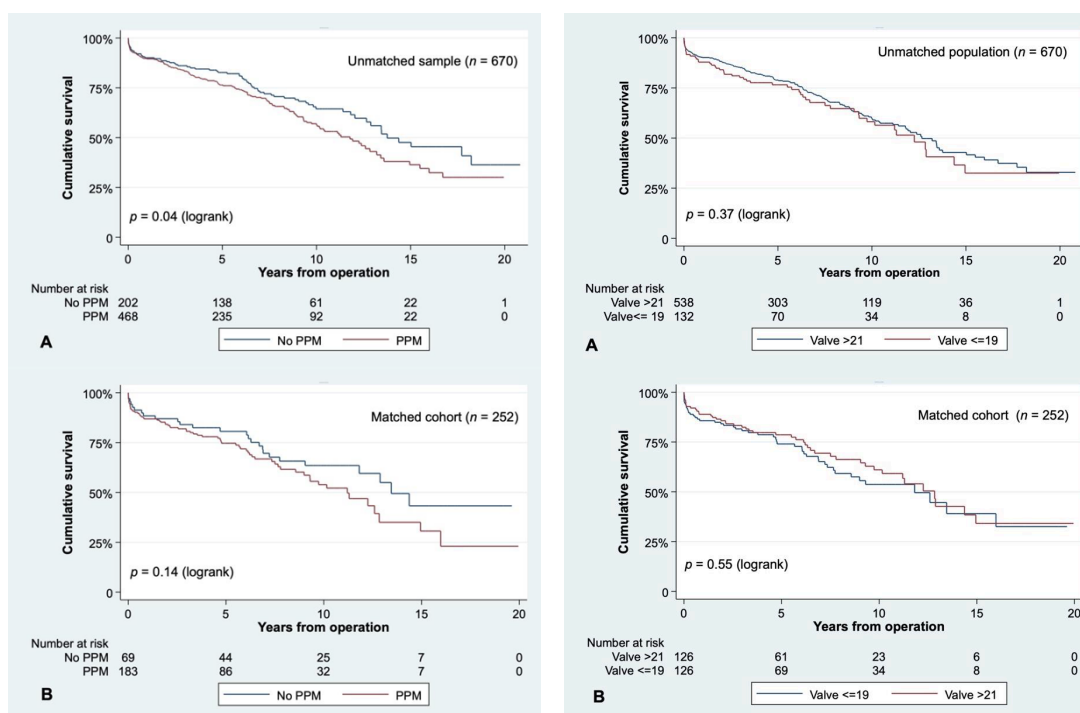 100%
75%
50%
25%
0
Cumulative survival
Unmatched sample (n = 670)
p = 0.04 (logrank)
0 5 10 15 20
Years from operation
Number at risk
No PPM 202 138 61 22 1
PPM 468 235 92 22 0
A
No PPM PPM
100%
75%
50%
25%
0
Cumulative survival
Matched cohort (n = 252)
p = 0.14 (logrank)
0 5 10 15 20
Years from operation
Number at risk
No PPM 69 44 25 7 0
PPM 183 86 32 7 0
B
No PPM PPM
100%
75%
50%
25%
0
Cumulative survival
Unmatched population (n = 670)
p = 0.37 (logrank)
0 5 10 15 20
Years from operation
Number at risk
Valve >21 538 303 119 36 1
Valve<= 19 132 70 34 8 0
A
Valve >21 Valve <=19
100%
75%
50%
25%
0
Cumulative survival
Matched cohort (n = 252)
p = 0.55 (logrank)
0 5 10 15 20
Years from operation
Number at risk
Valve >21 126 61 23 6 0
Valve <=19 126 69 34 8 0
B
Valve <=19 Valve >21